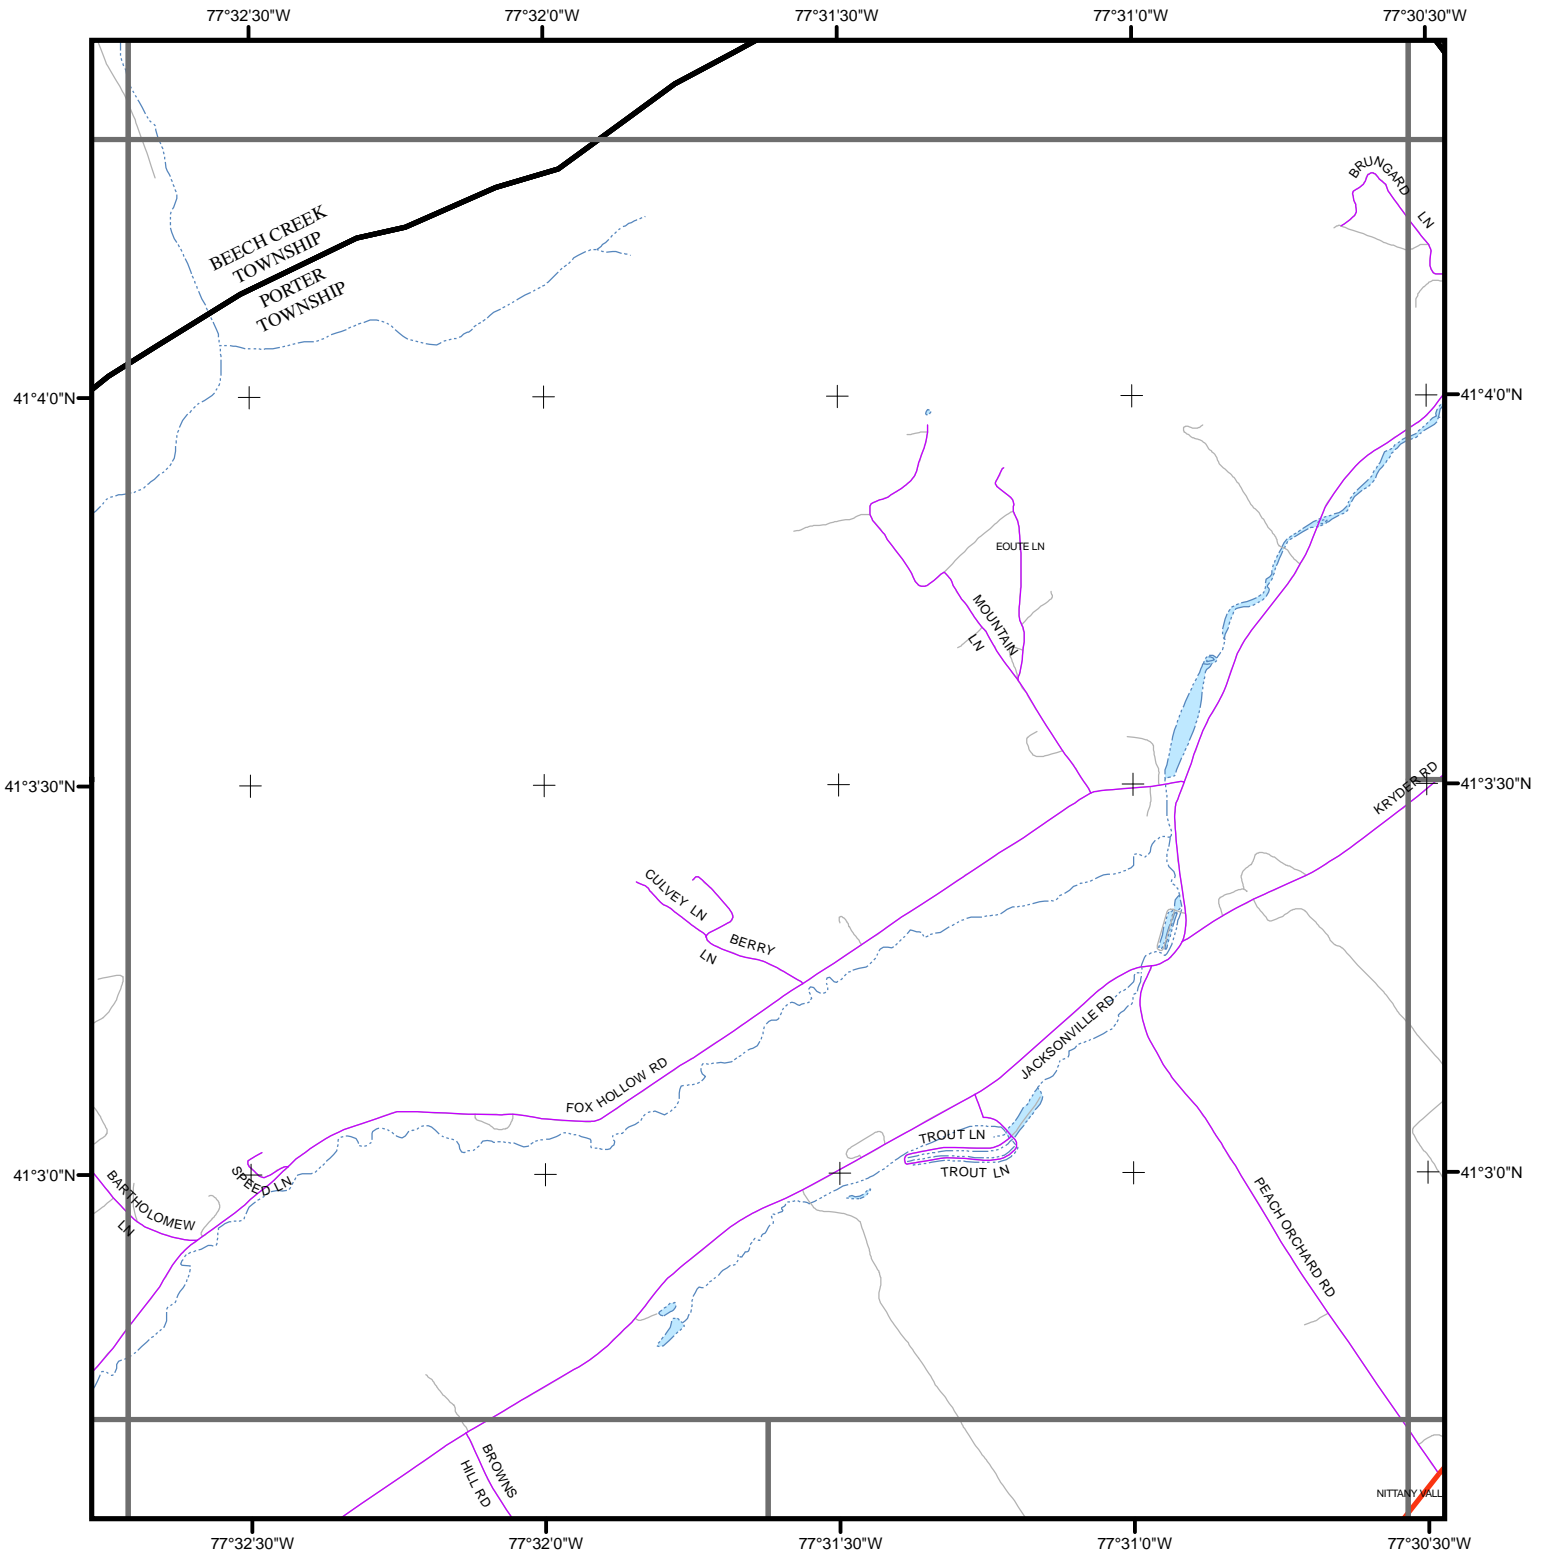 77°32'30"W
77°32'0"W
77°31'30"W
77°31'0"W
77°30'30"W
BRUNGARD
LN
BEECH CREEK
TOWNSHIP
PORTER
TOWNSHIP
41°4'0"N
41°4'0"N
EOUTE LN
MOUNTAIN
LN
41°3'30"N
41°3'30"N
KRYDER RD
CULVEY LN
BERRY
LN
JACKSONVILLE RD
FOX HOLLOW RD
TROUT LN
TROUT LN
41°3'0"N
41°3'0"N
SPEED LN
BARTHOLOMEW
LN
PEACH ORCHARD RD
BROWNS
HILL RD
NITTANY VALL
77°32'30"W
77°32'0"W
77°31'30"W
77°31'0"W
77°30'30"W